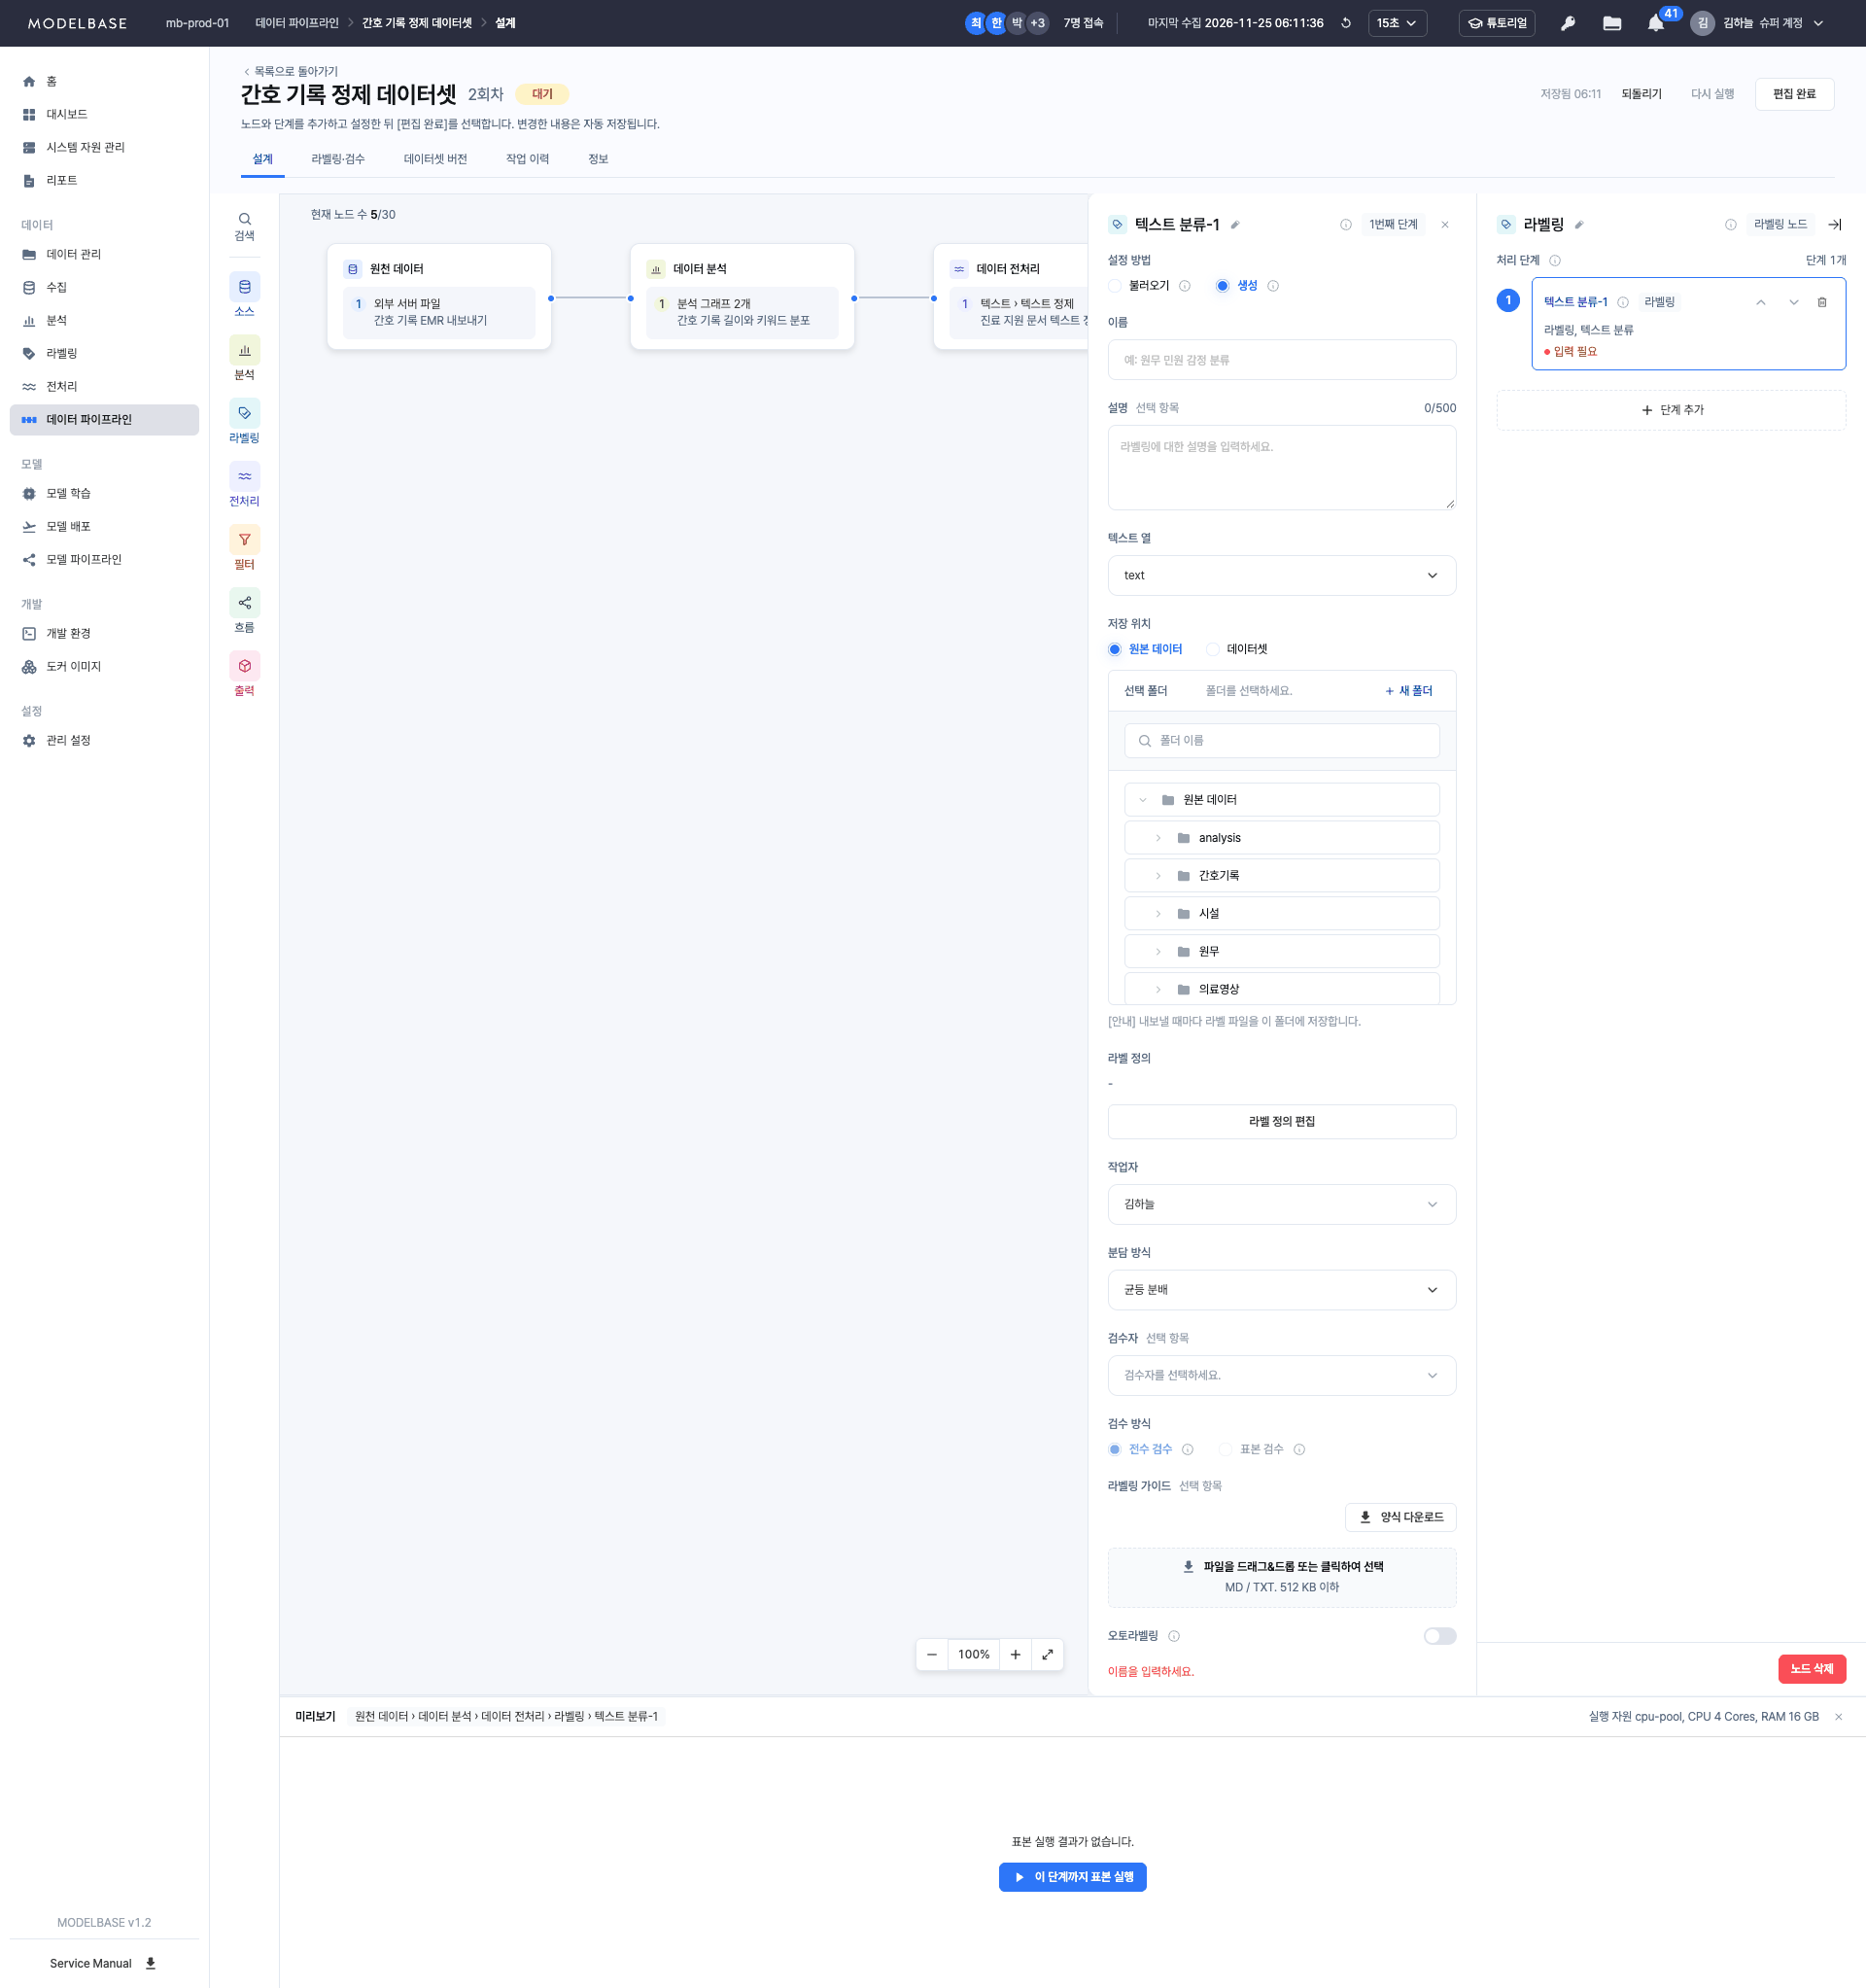 MODELBASE
mb-prod-01
데이터 파이프라인
간호 기록 정제 데이터셋
설계
최
한
박
+3
7명 접속
마지막 수집 2026-11-25 06:11:36
15초
튜토리얼
41
김
김하늘 슈퍼 계정
홈
대시보드
시스템 자원 관리
리포트
데이터
데이터 관리
수집
분석
라벨링
전처리
데이터 파이프라인
모델
모델 학습
모델 배포
모델 파이프라인
개발
개발 환경
도커 이미지
설정
관리 설정
MODELBASE v1.2
Service Manual
목록으로 돌아가기
간호 기록 정제 데이터셋 2회차 대기
노드와 단계를 추가하고 설정한 뒤 [편집 완료]를 선택합니다. 변경한 내용은 자동 저장됩니다.
저장됨 06:11
되돌리기
다시 실행
편집 완료
설계
라벨링·검수
데이터셋 버전
작업 이력
정보
검색
소스
분석
라벨링
전처리
필터
흐름
출력
현재 노드 수 5/30
원천 데이터
1 외부 서버 파일
간호 기록 EMR 내보내기
데이터 분석
1 분석 그래프 2개
간호 기록 길이와 키워드 분포
데이터 전처리
1 텍스트 › 텍스트 정제
진료 지원 문서 텍스트
100%
텍스트 분류-1
1번째 단계
설정 방법
불러오기
생성
이름
예: 원무 민원 감정 분류
설명 선택 항목
0/500
라벨링에 대한 설명을 입력하세요.
텍스트 열
text
저장 위치
원본 데이터
데이터셋
선택 폴더
폴더를 선택하세요.
+ 새 폴더
폴더 이름
원본 데이터
analysis
간호기록
시설
원무
의료영상
[안내] 내보낼 때마다 라벨 파일을 이 폴더에 저장합니다.
라벨 정의
-
라벨 정의 편집
작업자
김하늘
분담 방식
균등 분배
검수자 선택 항목
검수자를 선택하세요.
검수 방식
전수 검수
표본 검수
라벨링 가이드 선택 항목
양식 다운로드
파일을 드래그&드롭 또는 클릭하여 선택
MD / TXT. 512 KB 이하
오토라벨링
이름을 입력하세요.
라벨링
라벨링 노드
처리 단계
단계 1개
1
텍스트 분류-1
라벨링
라벨링, 텍스트 분류
입력 필요
+ 단계 추가
노드 삭제
미리보기
원천 데이터 › 데이터 분석 › 데이터 전처리 › 라벨링 › 텍스트 분류-1
실행 자원 cpu-pool, CPU 4 Cores, RAM 16 GB
표본 실행 결과가 없습니다.
이 단계까지 표본 실행